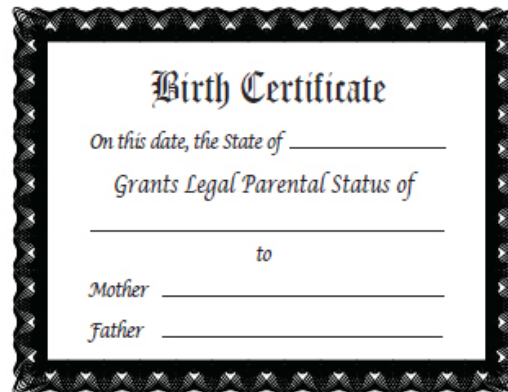 Birth Certificate
On this date, the State of
Grants Legal Parental Status of
to
Mother
Father